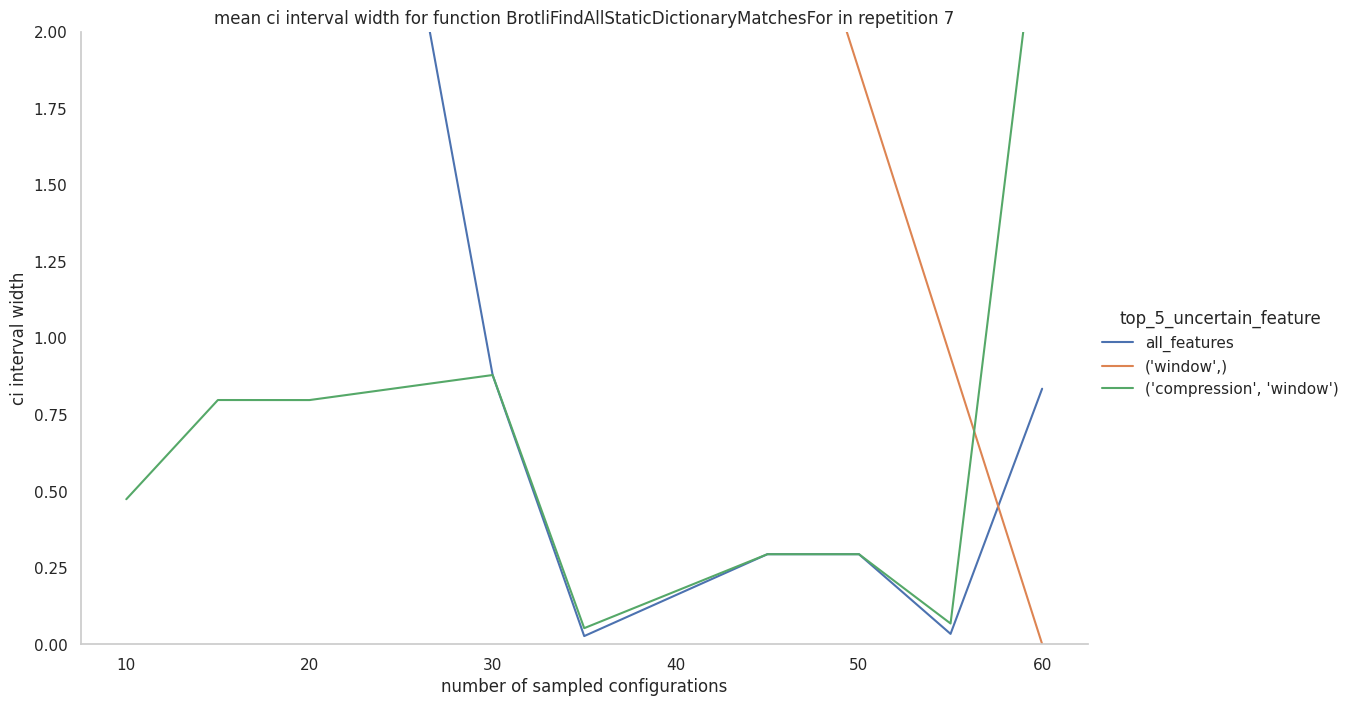 mean ci interval width for function BrotliFindAllStaticDictionaryMatchesFor in repetition 7
2.00
1.75
1.50
1.25
1.00
0.75
0.50
0.25
0.00
ci interval width
10 20 30 40 50 60
number of sampled configurations
top_5_uncertain_feature
all_features
('window',)
('compression', 'window')